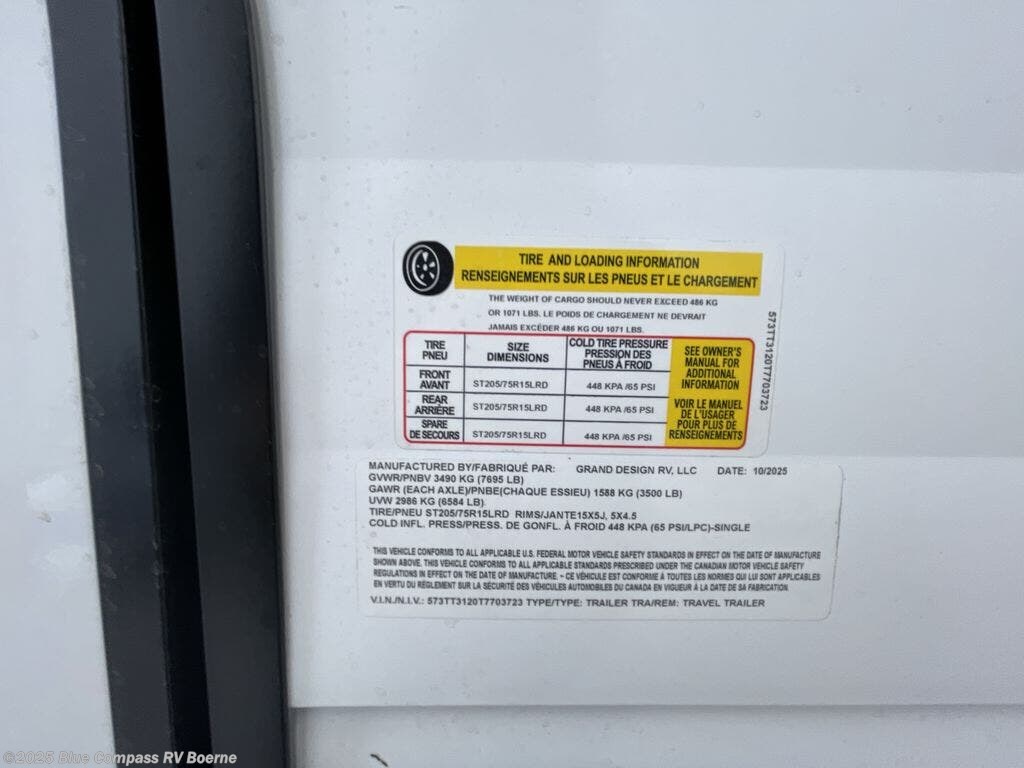 TIRE AND LOADING INFORMATION
RENSEIGNEMENTS SUR LES PNEUS ET LE CHARGEMENT
THE WEIGHT OF CARGO SHOULD NEVER EXCEED 486 KG
OR 1071 LBS. LE POIDS DE CHARGEMENT NE DEVRAIT
JAMAIS EXCÉDER 486 KG OU 1071 LBS.
TIRE
PNEU
SIZE
DIMENSIONS
COLD TIRE PRESSURE
PRESSION DES
PNEUS À FROID
FRONT
AVANT
ST205/75R15LRD
448 KPA /65 PSI
REAR
ARRIÈRE
ST205/75R15LRD
448 KPA /65 PSI
SPARE
DE SECOURS
ST205/75R15LRD
448 KPA /65 PSI
SEE OWNER'S
MANUAL FOR
ADDITIONAL
INFORMATION
VOIR LE MANUEL
DE L'USAGER
POUR PLUS DE
RENSEIGNEMENTS
573TT3120T7703723
MANUFACTURED BY/FABRIQUÉ PAR: GRAND DESIGN RV, LLC DATE: 10/2025
GVWR/PNBV 3490 KG (7695 LB)
GAWR (EACH AXLE)/PNBE(CHAQUE ESSIEU) 1588 KG (3500 LB)
UVW 2986 KG (6584 LB)
TIRE/PNEU ST205/75R15LRD RIMS/JANTE15X5J, 5X4.5
COLD INFL. PRESS/PRESS. DE GONFL. À FROID 448 KPA (65 PSI/LPC)-SINGLE
THIS VEHICLE CONFORMS TO ALL APPLICABLE U.S. FEDERAL MOTOR VEHICLE SAFETY STANDARDS IN EFFECT ON THE DATE OF MANUFACTURE
SHOWN ABOVE. THIS VEHICLE CONFORMS TO ALL APPLICABLE STANDARDS PRESCRIBED UNDER THE CANADIAN MOTOR VEHICLE SAFETY
REGULATIONS IN EFFECT ON THE DATE OF MANUFACTURE. - CE VÉHICULE EST CONFORME À TOUTES LES NORMES QUI LUI SONT APPLICABLES
EN VERTU DU RÈGLEMENT SUR LA SÉCURITÉ DES VÉHICULES AUTOMOBILES DU CANADA EN VIGUEUR À LA DATE DE SA FABRICATION
V.I.N./N.I.V.: 573TT3120T7703723 TYPE/TYPE: TRAILER TRA/REM: TRAVEL TRAILER
©2025 Blue Compass RV Boerne